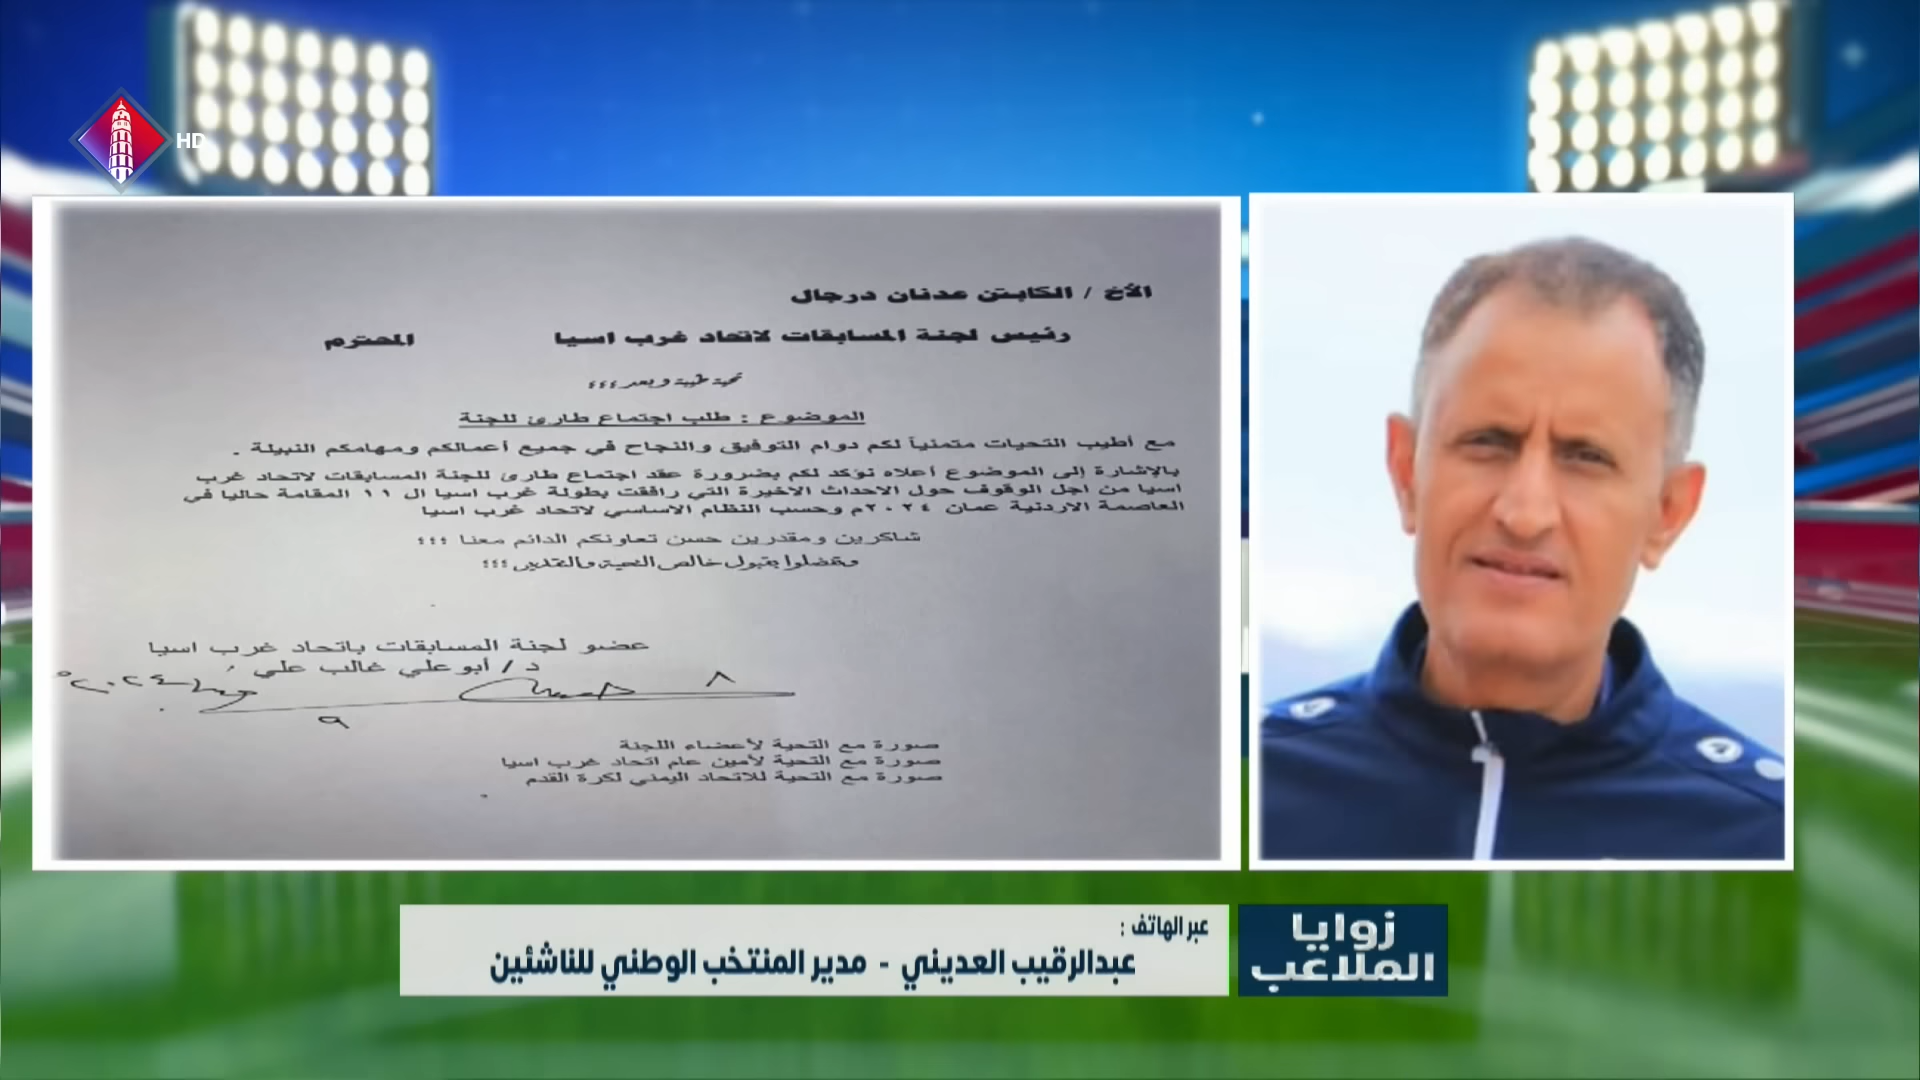 HD
الأخ / الكابتن عدنان درجال
رئيس لجنة المسابقات لاتحاد غرب اسيا المحترم
تحية طيبة وبعد ؛؛؛
الموضوع : طلب اجتماع طارئ للجنة
مع أطيب التحيات متمنياً لكم دوام التوفيق والنجاح في جميع أعمالكم ومهامكم النبيلة .
بالإشارة إلى الموضوع أعلاه نؤكد لكم بضرورة عقد اجتماع طارئ للجنة المسابقات لاتحاد غرب
اسيا من اجل الوقوف حول الاحداث الاخيرة التي رافقت بطولة غرب اسيا ال ١١ المقامة حاليا في
العاصمة الاردنية عمان ٢٠٢٤م وحسب النظام الاساسي لاتحاد غرب اسيا
شاكرين ومقدرين حسن تعاونكم الدائم معنا ؛؛؛
وتفضلوا بقبول خالص التحية والتقدير ؛؛؛
عضو لجنة المسابقات باتحاد غرب اسيا
د / أبو علي غالب علي
صورة مع التحية لأعضاء اللجنة
صورة مع التحية لأمين عام اتحاد غرب اسيا
صورة مع التحية للاتحاد اليمني لكرة القدم
زوايا
الملاعب
عبر الهاتف :
عبدالرقيب العديني - مدير المنتخب الوطني للناشئين